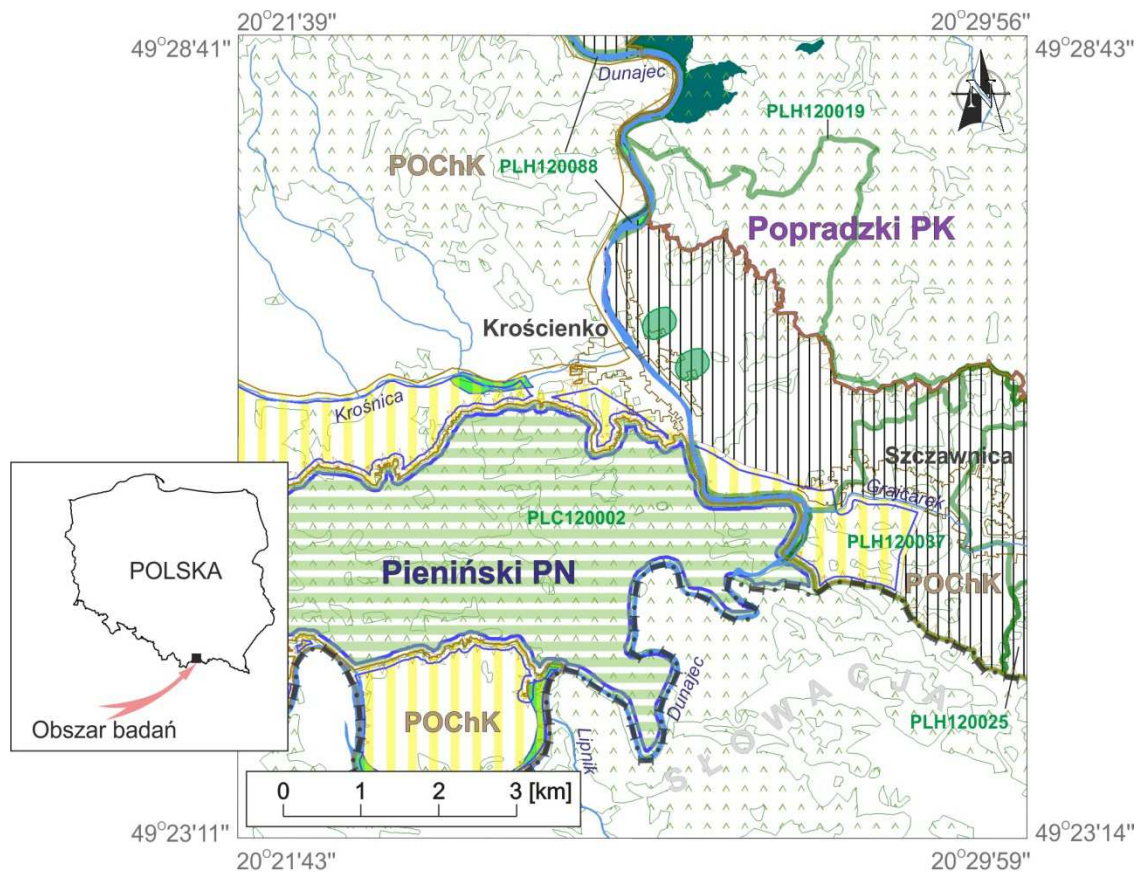 20°21'39"
20°29'56"
49°28'41"
49°28'43"
Dunajec
N
PLH120019
POChK
PLH120088
Popradzki PK
Krościenko
Krośnica
Szczawnica
Grajcarek
PLC120002
PLH120037
Pieniński PN
POChK
POLSKA
Dunajec
SŁOWACJA
POChK
PLH120025
Obszar badań
Lipnik
0 1 2 3 [km]
49°23'11"
49°23'14"
20°21'43"
20°29'59"